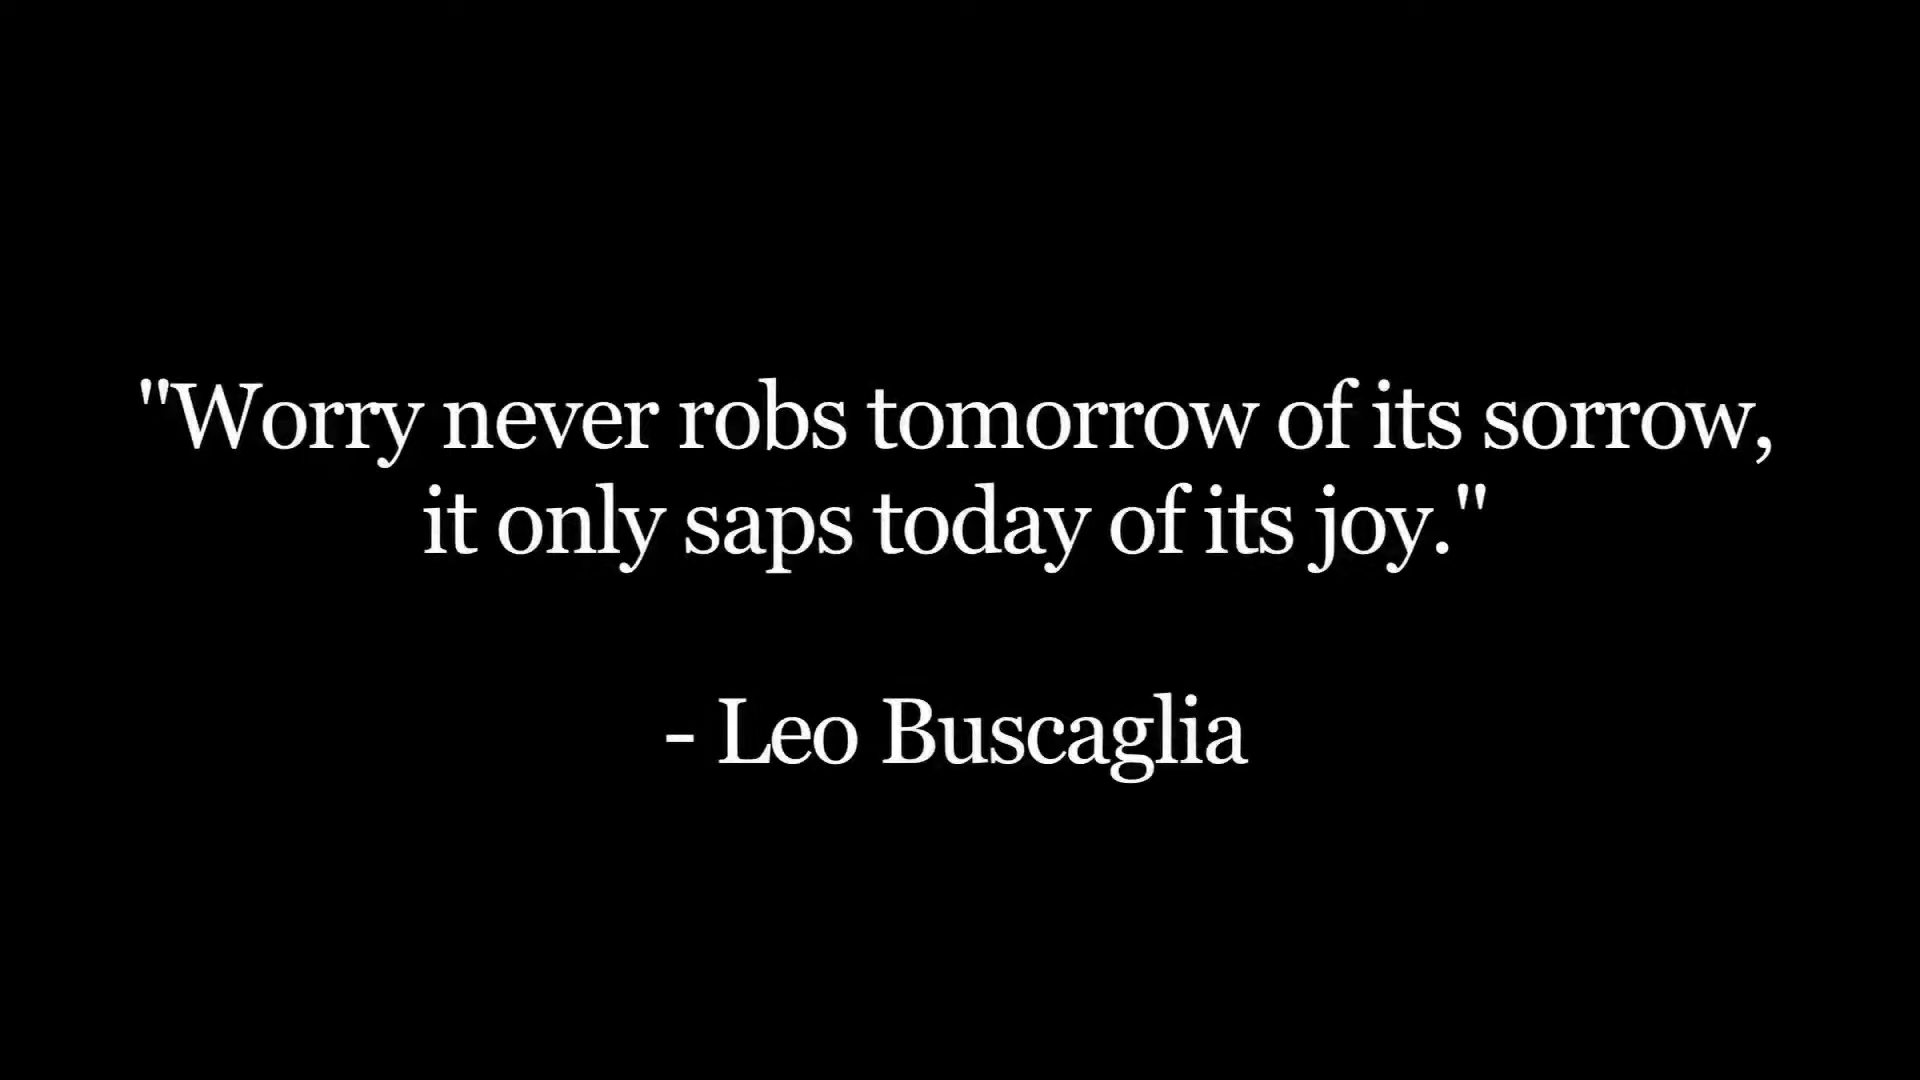 "Worry never robs tomorrow of its sorrow,
it only saps today of its joy."
- Leo Buscaglia